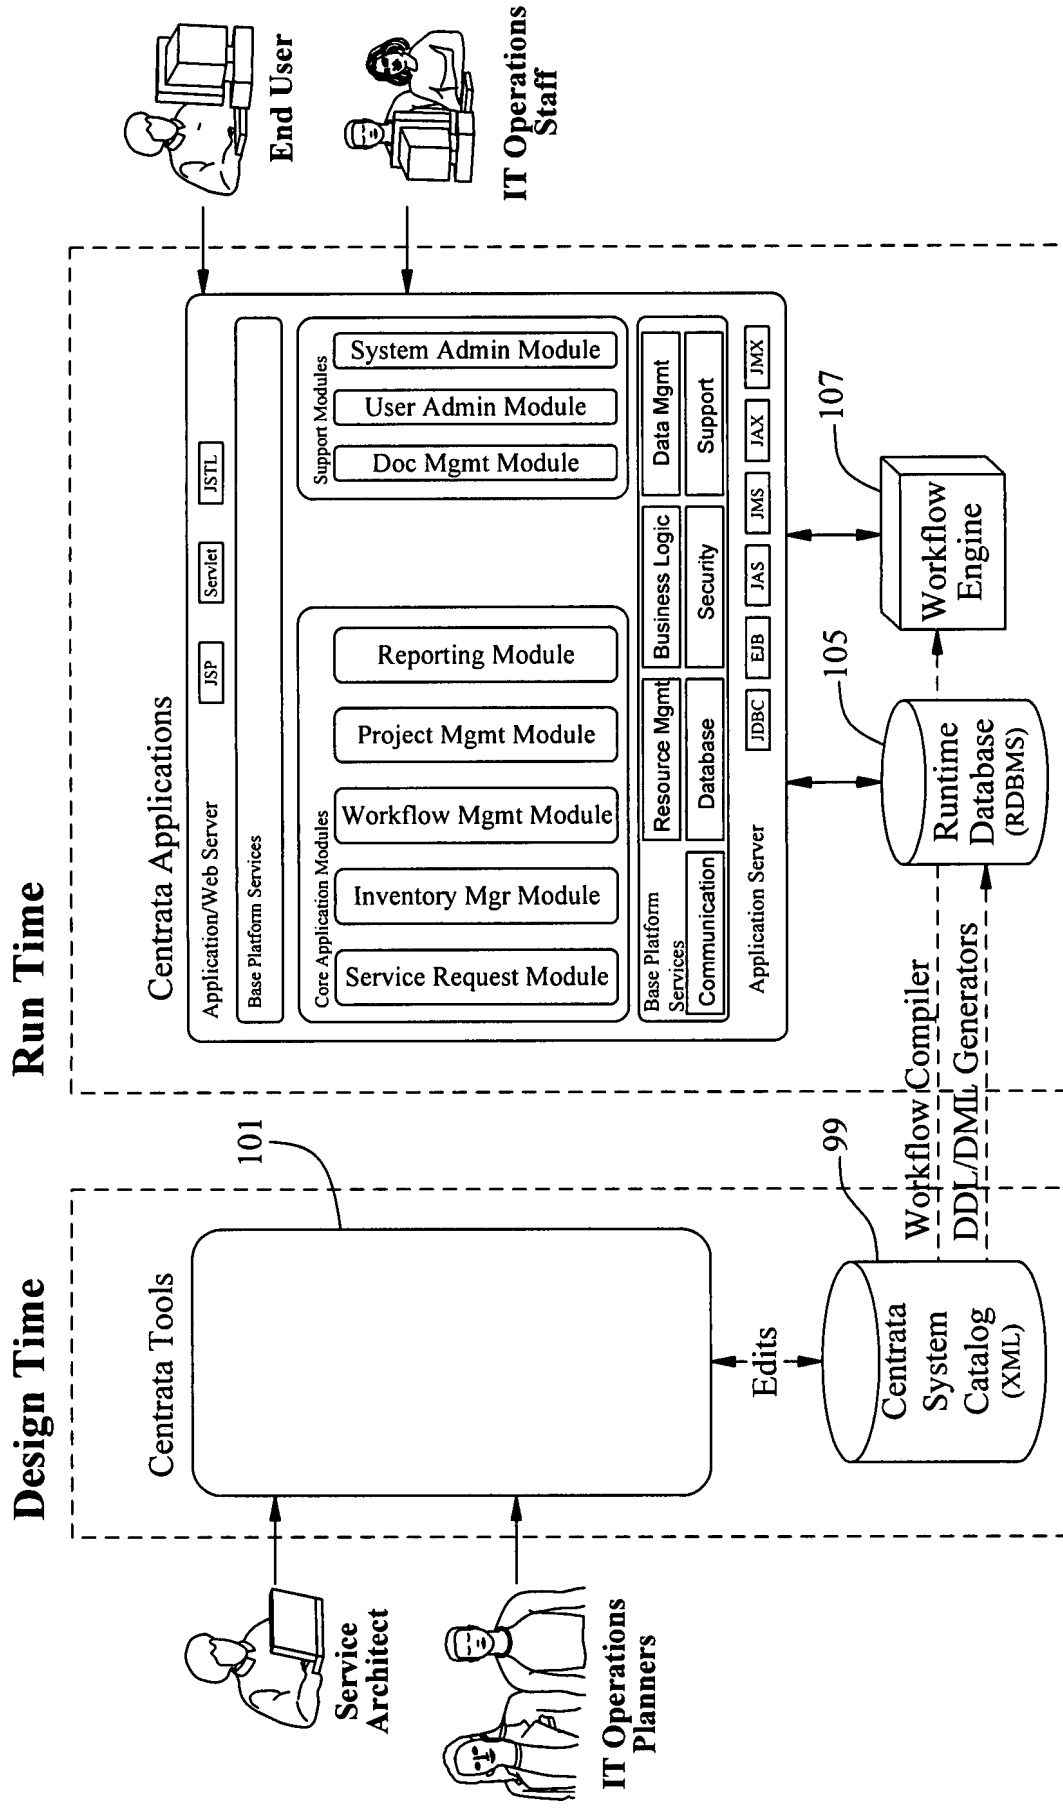 Design Time
Run Time
Centrata Tools
101
Service
Architect
IT Operations
Planners
Edits
Centrata
System
Catalog
(XML)
99
Workflow Compiler
DDL/DML Generators
Centrata Applications
Application/Web Server
JSP
Servlet
JSTL
Base Platform Services
Core Application Modules
Service Request Module
Inventory Mgr Module
Workflow Mgmt Module
Project Mgmt Module
Reporting Module
Support Modules
Doc Mgmt Module
User Admin Module
System Admin Module
Base Platform
Services
Resource Mgmt
Business Logic
Data Mgmt
Communication
Database
Security
Support
Application Server
JDBC
EJB
JAS
JMS
JAX
JMX
Runtime
Database
(RDBMS)
105
Workflow
Engine
107
End User
IT Operations
Staff